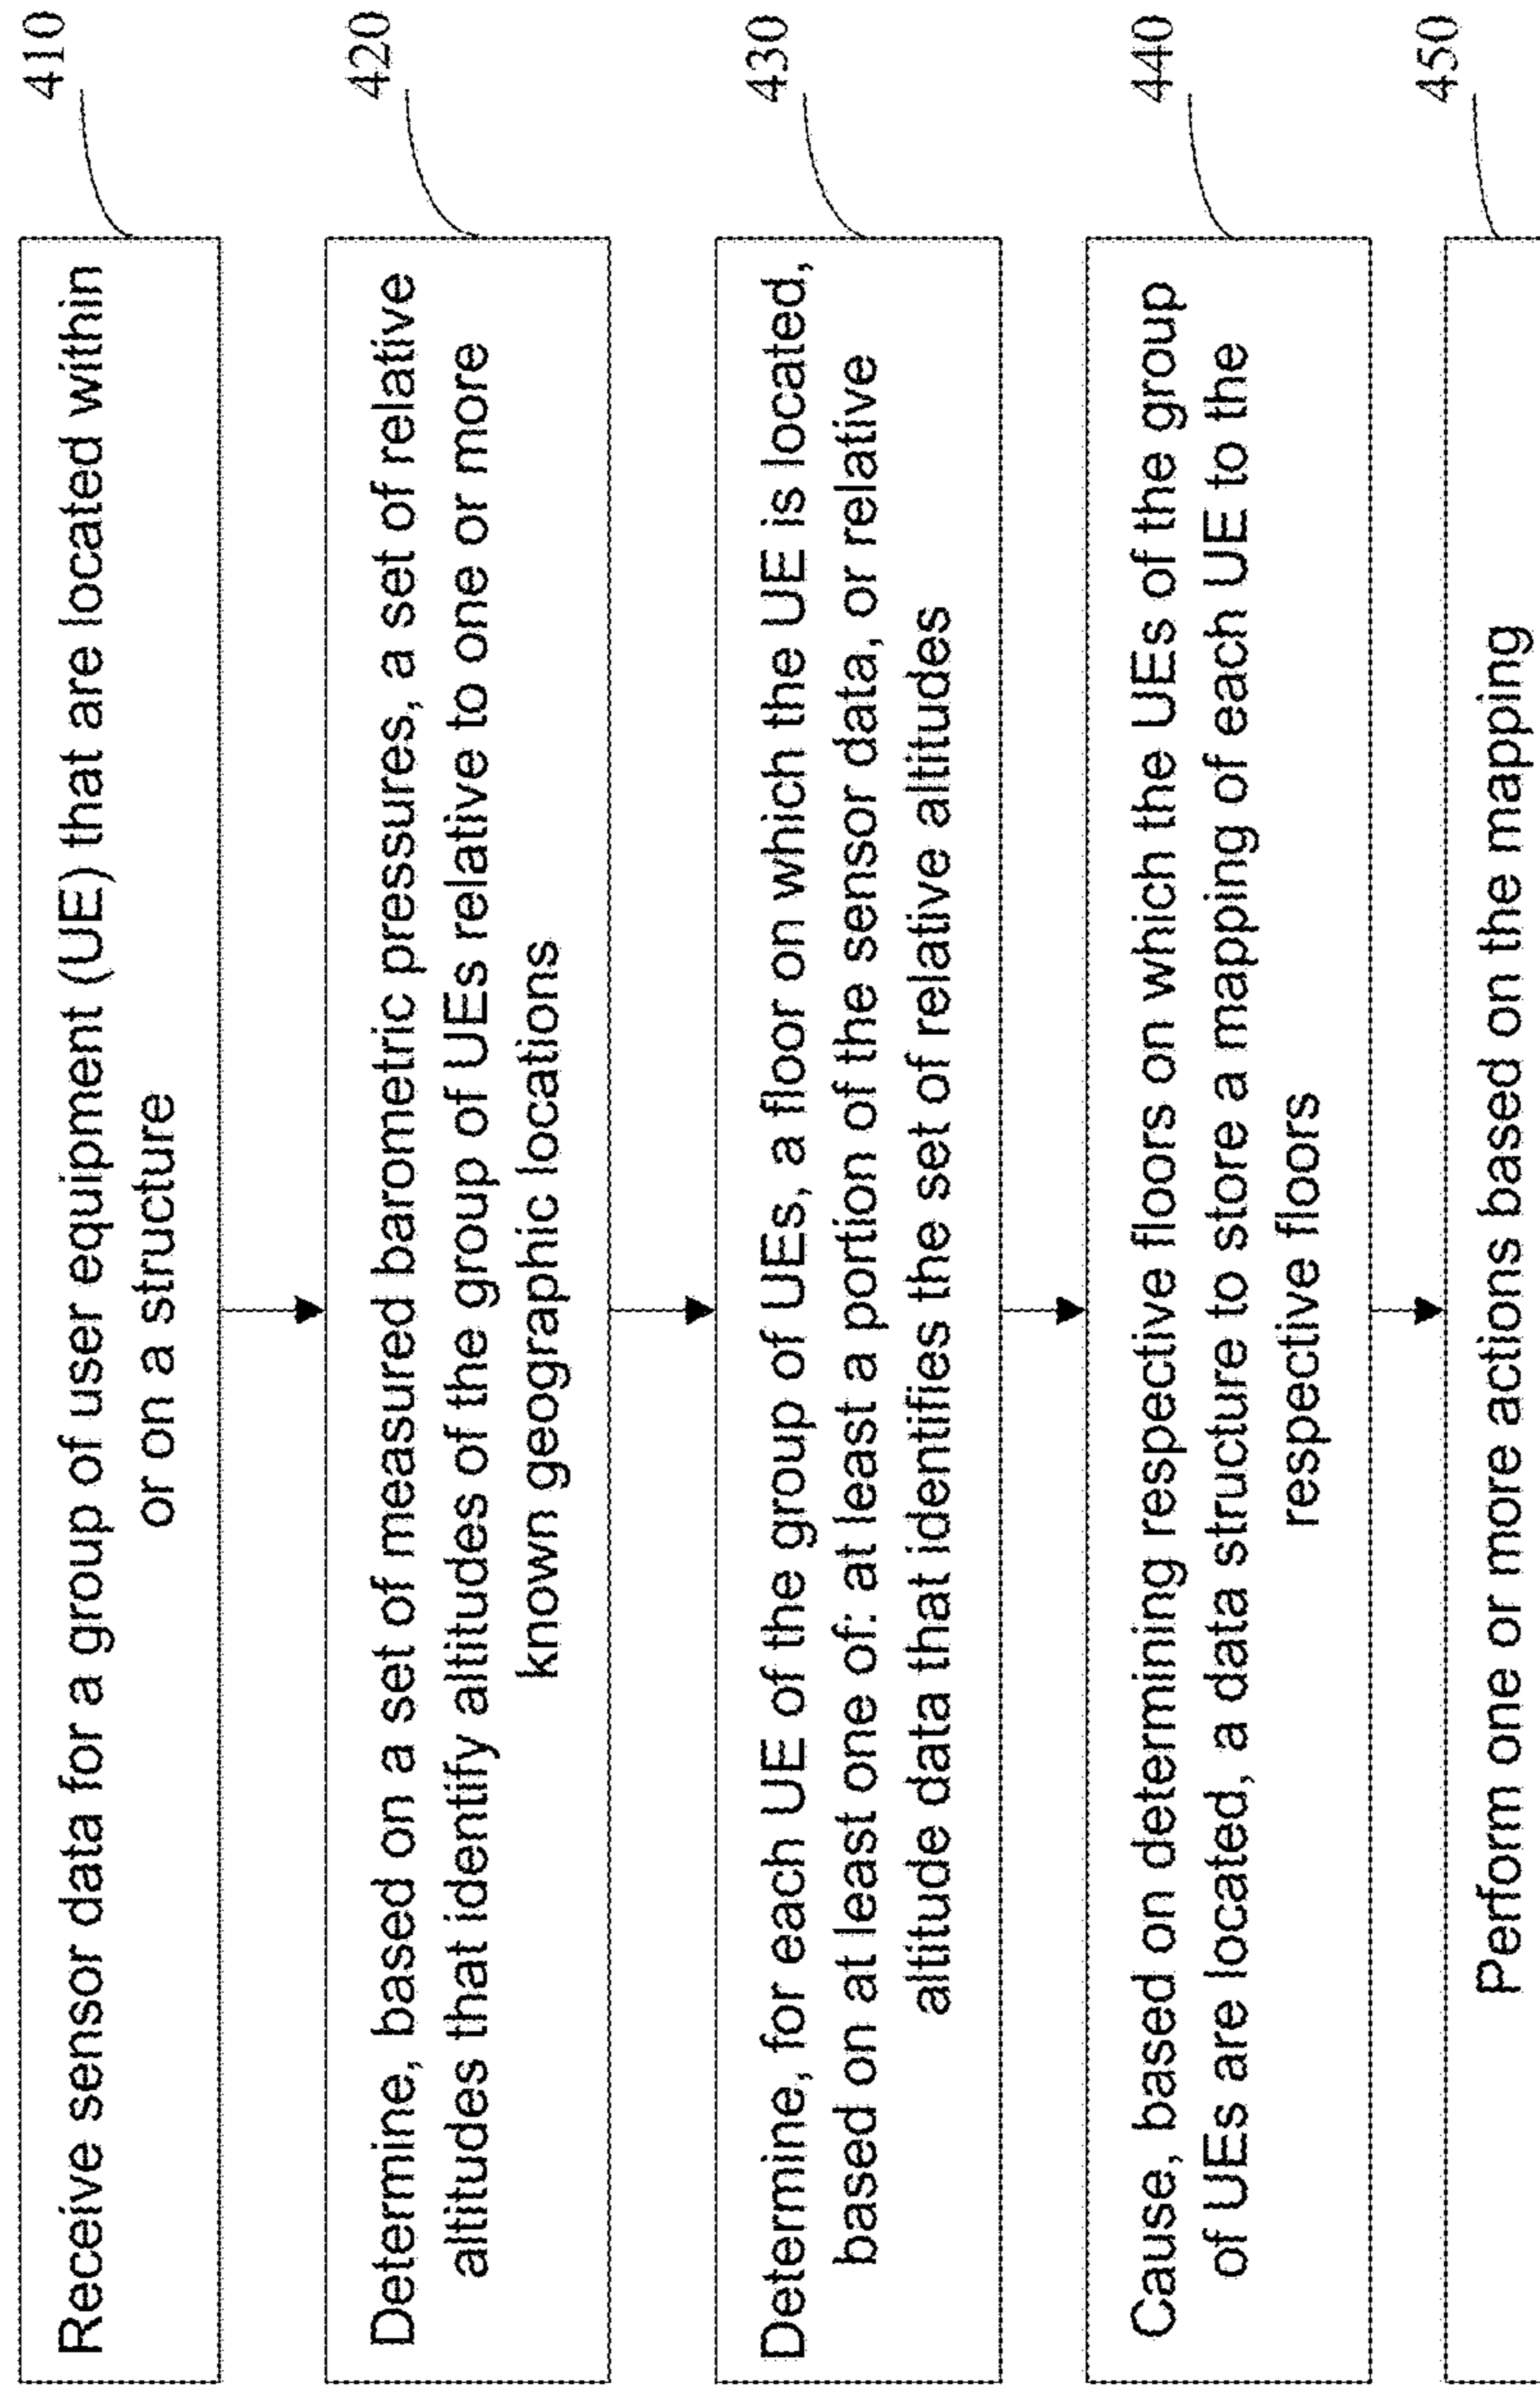 410
Receive sensor data for a group of user equipment (UE) that are located within
or on a structure
420
Determine, based on a set of measured barometric pressures, a set of relative
altitudes that identify altitudes of the group of UEs relative to one or more
known geographic locations
430
Determine, for each UE of the group of UEs, a floor on which the UE is located,
based on at least one of: at least a portion of the sensor data, or relative
altitude data that identifies the set of relative altitudes
440
Cause, based on determining respective floors on which the UEs of the group
of UEs are located, a data structure to store a mapping of each UE to the
respective floors
450
Perform one or more actions based on the mapping